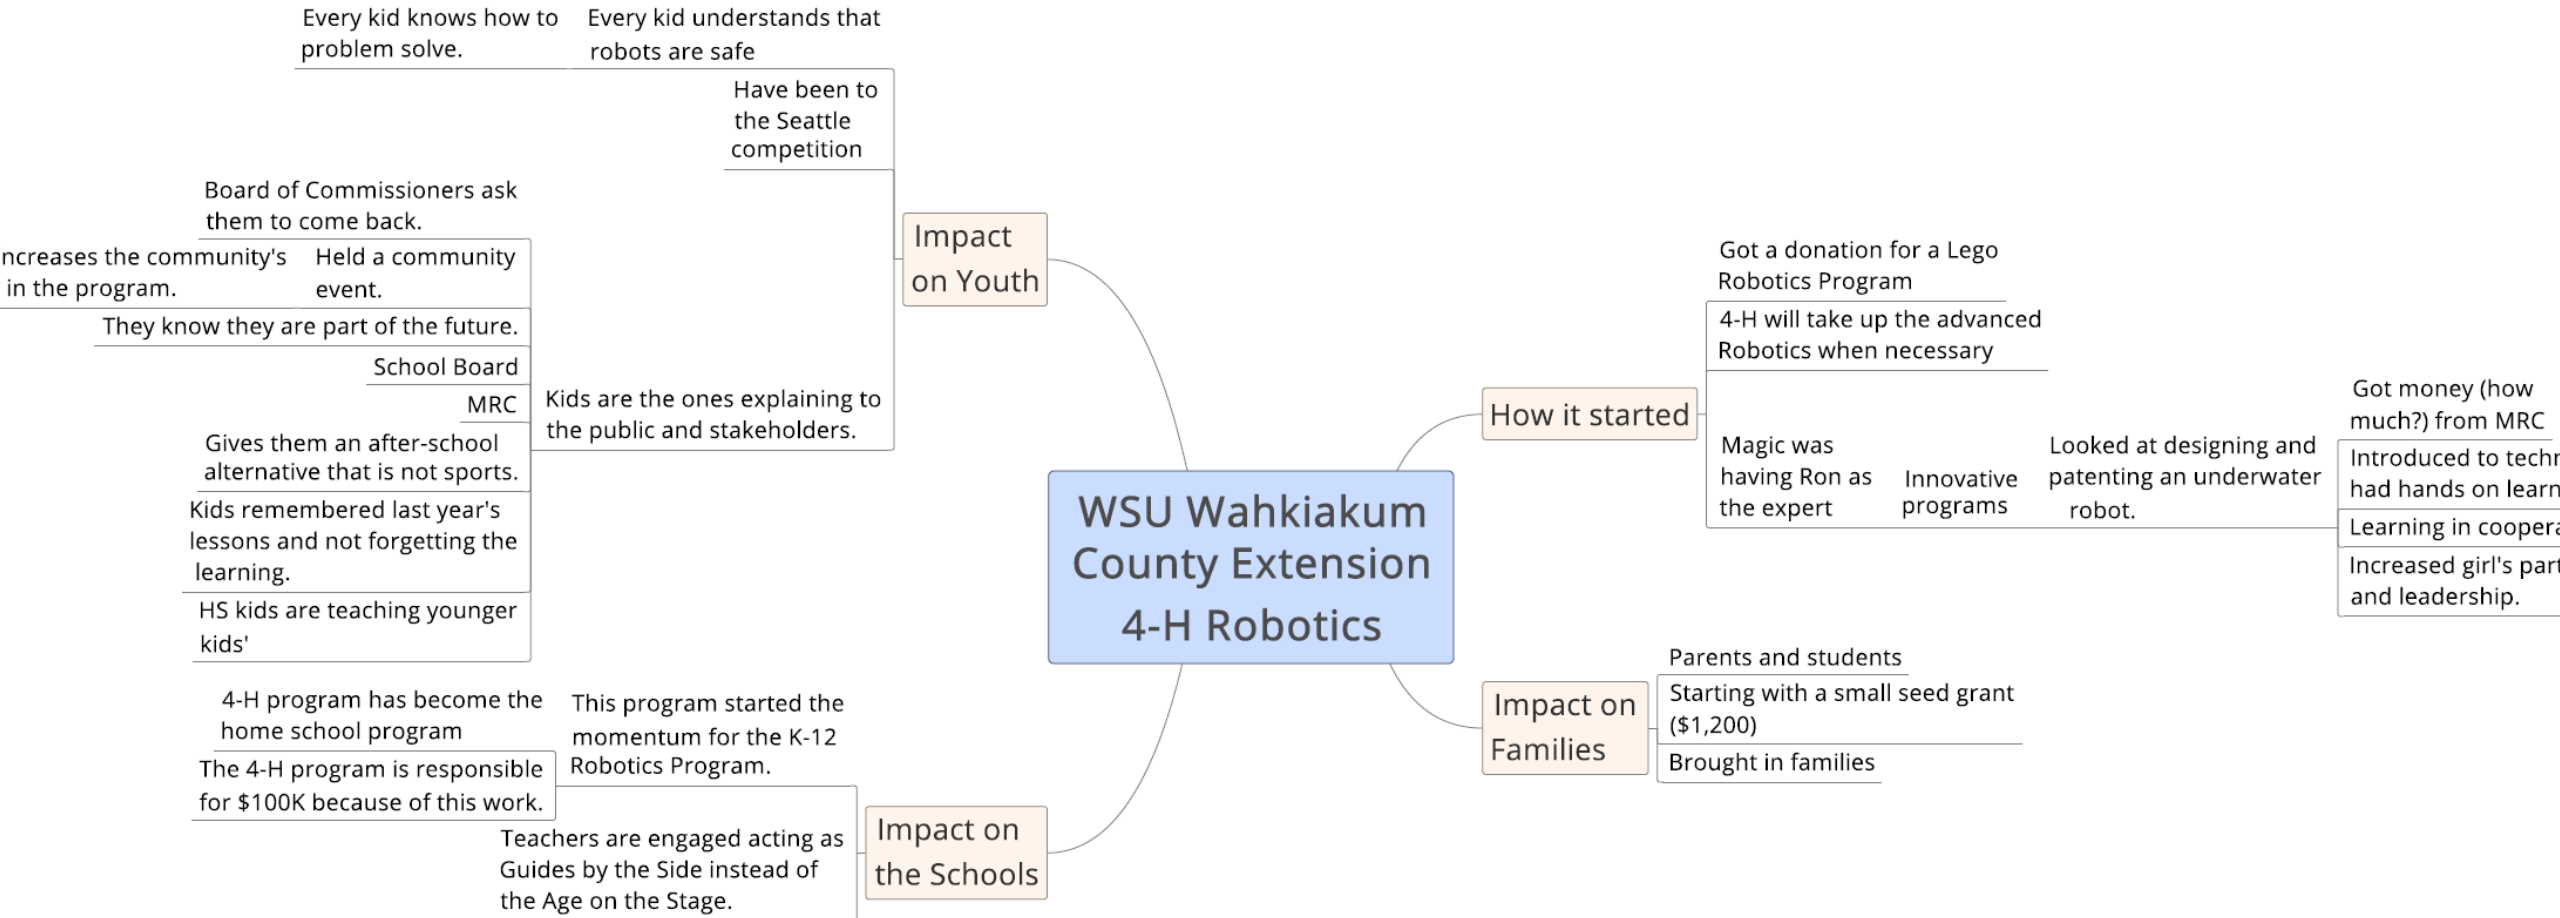 Every kid knows how to
problem solve.
Every kid understands that
robots are safe
Have been to
the Seattle
competition
Board of Commissioners ask
them to come back.
ncreases the community's
in the program.
Held a community
event.
They know they are part of the future.
School Board
MRC
Gives them an after-school
alternative that is not sports.
Kids remembered last year's
lessons and not forgetting the
learning.
HS kids are teaching younger
kids'
Kids are the ones explaining to
the public and stakeholders.
Impact
on Youth
4-H program has become the
home school program
The 4-H program is responsible
for $100K because of this work.
This program started the
momentum for the K-12
Robotics Program.
Teachers are engaged acting as
Guides by the Side instead of
the Age on the Stage.
Impact on
the Schools
WSU Wahkiakum
County Extension
4-H Robotics
How it started
Got a donation for a Lego
Robotics Program
4-H will take up the advanced
Robotics when necessary
Magic was
having Ron as
the expert
Innovative
programs
Looked at designing and
patenting an underwater
robot.
Got money (how
much?) from MRC
Introduced to techn
had hands on learn
Learning in coopera
Increased girl's part
and leadership.
Impact on
Families
Parents and students
Starting with a small seed grant
($1,200)
Brought in families